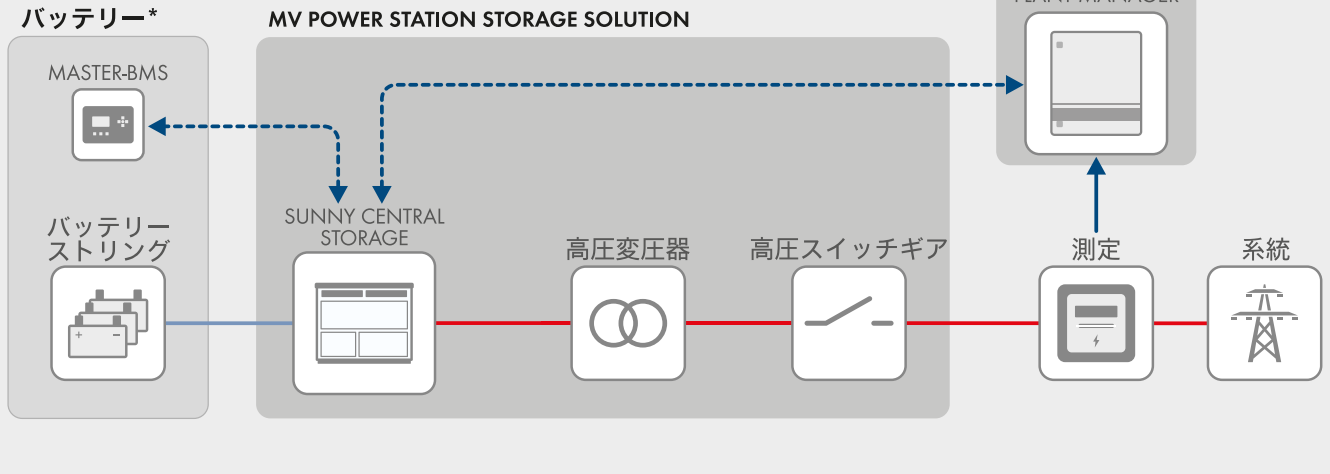 バッテリー*
MV POWER STATION STORAGE SOLUTION
PLANT MANAGER
MASTER-BMS
バッテリー
ストリング
SUNNY CENTRAL
STORAGE
高圧変圧器
高圧スイッチギア
測定
系統